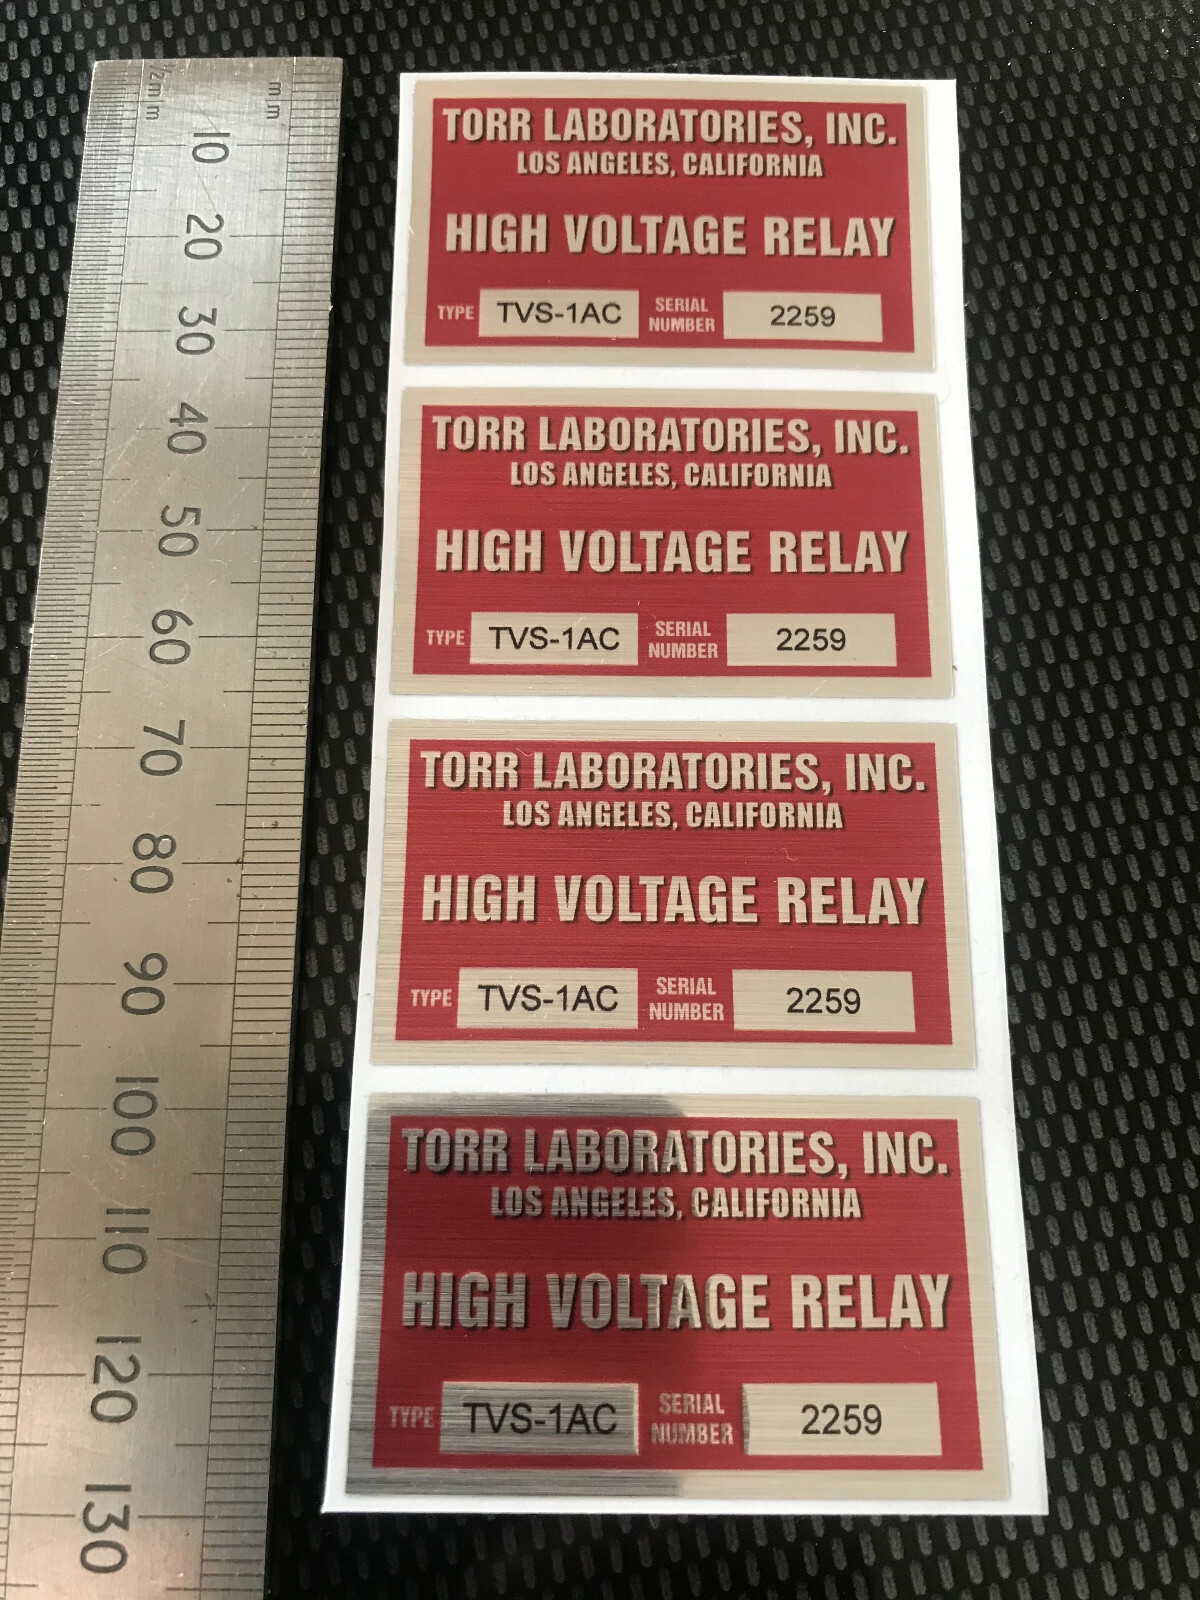 ½mm
mm
10
20
30
40
50
60
70
80
90
100
110
120
130
TORR LABORATORIES, INC.
LOS ANGELES, CALIFORNIA
HIGH VOLTAGE RELAY
TYPE TVS-1AC SERIAL NUMBER 2259
TORR LABORATORIES, INC.
LOS ANGELES, CALIFORNIA
HIGH VOLTAGE RELAY
TYPE TVS-1AC SERIAL NUMBER 2259
TORR LABORATORIES, INC.
LOS ANGELES, CALIFORNIA
HIGH VOLTAGE RELAY
TYPE TVS-1AC SERIAL NUMBER 2259
TORR LABORATORIES, INC.
LOS ANGELES, CALIFORNIA
HIGH VOLTAGE RELAY
TYPE TVS-1AC SERIAL NUMBER 2259